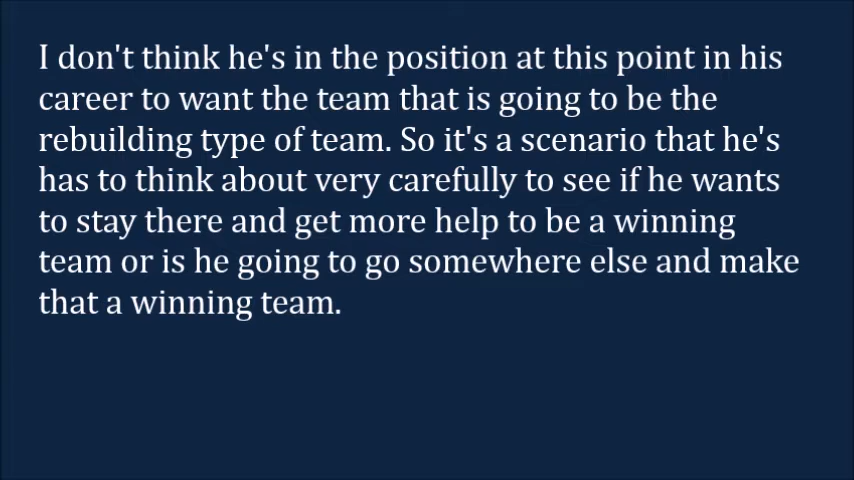 I don't think he's in the position at this point in his
career to want the team that is going to be the
rebuilding type of team. So it's a scenario that he's
has to think about very carefully to see if he wants
to stay there and get more help to be a winning
team or is he going to go somewhere else and make
that a winning team.